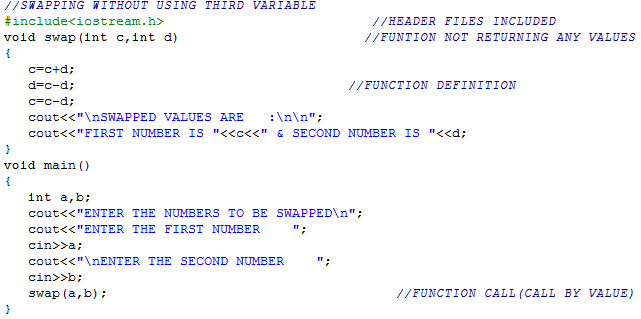 //SWAPPING WITHOUT USING THIRD VARIABLE
#include<iostream.h> //HEADER FILES INCLUDED
void swap(int c,int d) //FUNTION NOT RETURNING ANY VALUES
{
c=c+d;
d=c-d; //FUNCTION DEFINITION
c=c-d;
cout<<"\nSWAPPED VALUES ARE :\n\n";
cout<<"FIRST NUMBER IS "<<c<<" & SECOND NUMBER IS "<<d;
}
void main()
{
int a,b;
cout<<"ENTER THE NUMBERS TO BE SWAPPED\n";
cout<<"ENTER THE FIRST NUMBER ";
cin>>a;
cout<<"\nENTER THE SECOND NUMBER ";
cin>>b;
swap(a,b); //FUNCTION CALL(CALL BY VALUE)
}